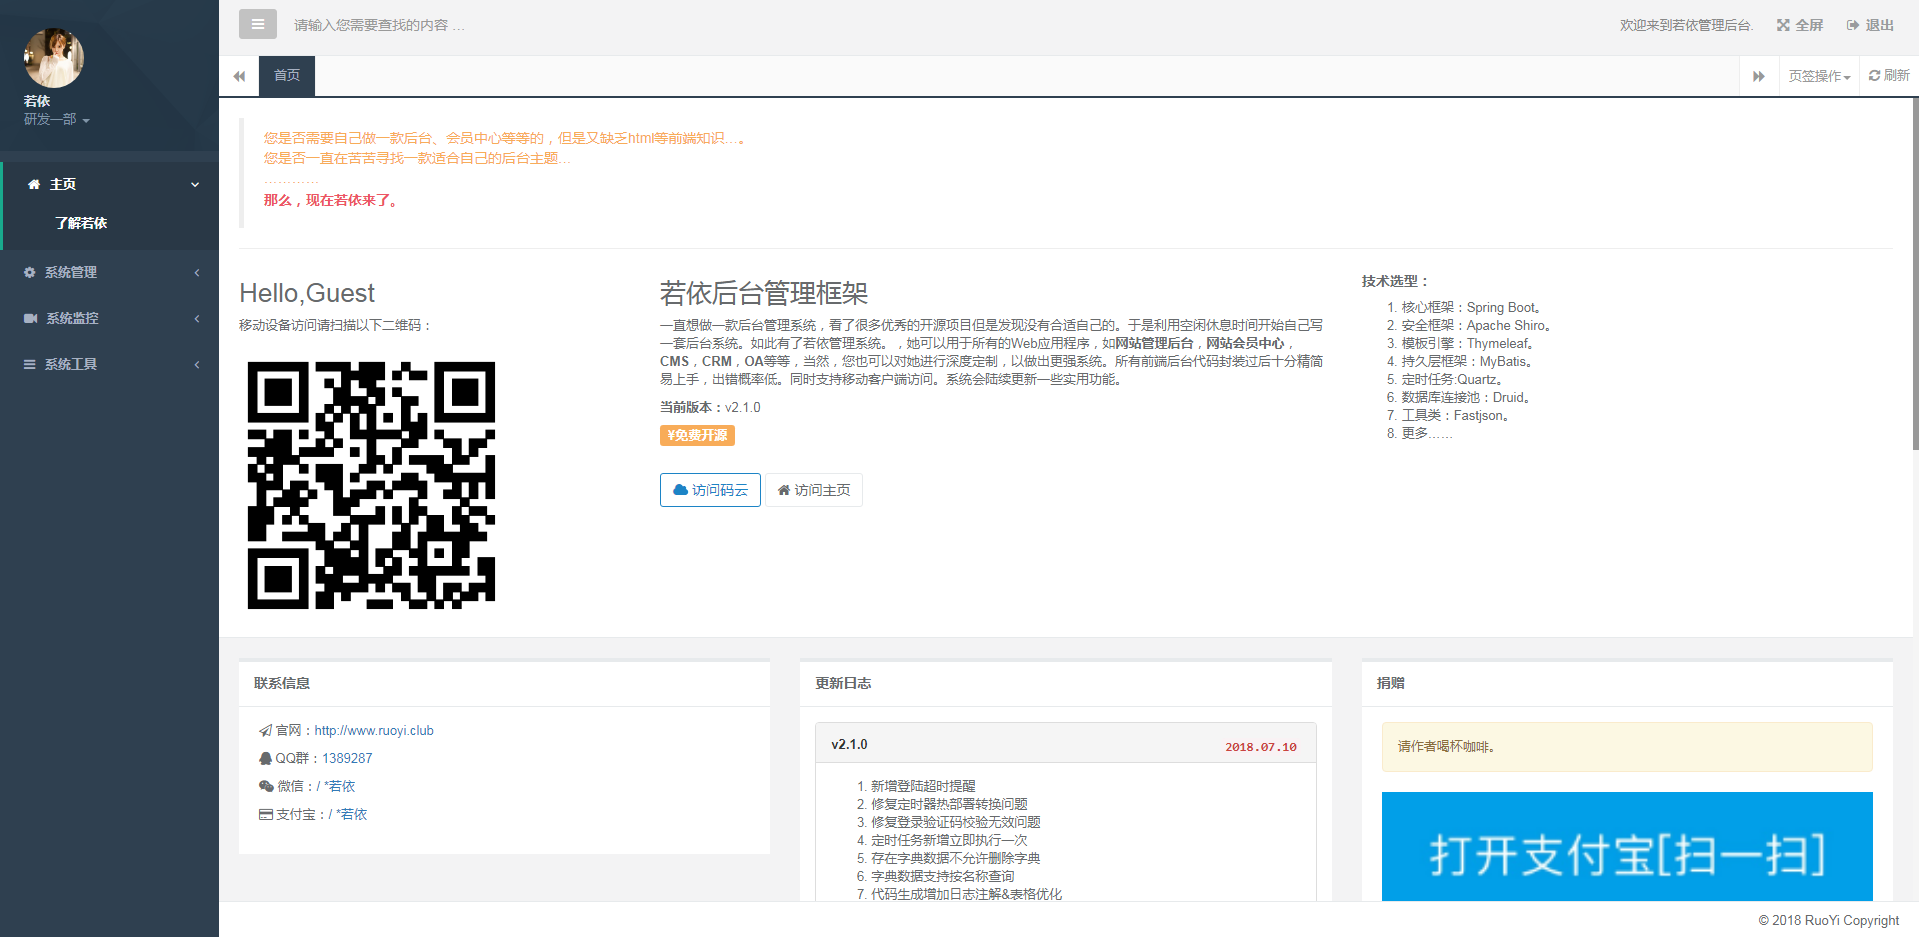 若依
研发一部
主页
了解若依
系统管理
系统监控
系统工具
请输入您需要查找的内容 …
欢迎来到若依管理后台.
全屏
退出
首页
页签操作
刷新
您是否需要自己做一款后台、会员中心等等的，但是又缺乏html等前端知识…。
您是否一直在苦苦寻找一款适合自己的后台主题…
…………
那么，现在若依来了。
Hello,Guest
移动设备访问请扫描以下二维码：
若依后台管理框架
一直想做一款后台管理系统，看了很多优秀的开源项目但是发现没有合适自己的。于是利用空闲休息时间开始自己写
一套后台系统。如此有了若依管理系统。，她可以用于所有的Web应用程序，如网站管理后台，网站会员中心，
CMS，CRM，OA等等，当然，您也可以对她进行深度定制，以做出更强系统。所有前端后台代码封装过后十分精简
易上手，出错概率低。同时支持移动客户端访问。系统会陆续更新一些实用功能。
当前版本：v2.1.0
¥免费开源
访问码云
访问主页
技术选型：
1. 核心框架：Spring Boot。
2. 安全框架：Apache Shiro。
3. 模板引擎：Thymeleaf。
4. 持久层框架：MyBatis。
5. 定时任务:Quartz。
6. 数据库连接池：Druid。
7. 工具类：Fastjson。
8. 更多……
联系信息
官网：http://www.ruoyi.club
QQ群：1389287
微信：/ *若依
支付宝：/ *若依
更新日志
v2.1.0
2018.07.10
1. 新增登陆超时提醒
2. 修复定时器热部署转换问题
3. 修复登录验证码校验无效问题
4. 定时任务新增立即执行一次
5. 存在字典数据不允许删除字典
6. 字典数据支持按名称查询
7. 代码生成增加日志注解&表格优化
捐赠
请作者喝杯咖啡。
打开支付宝[扫一扫]
© 2018 RuoYi Copyright